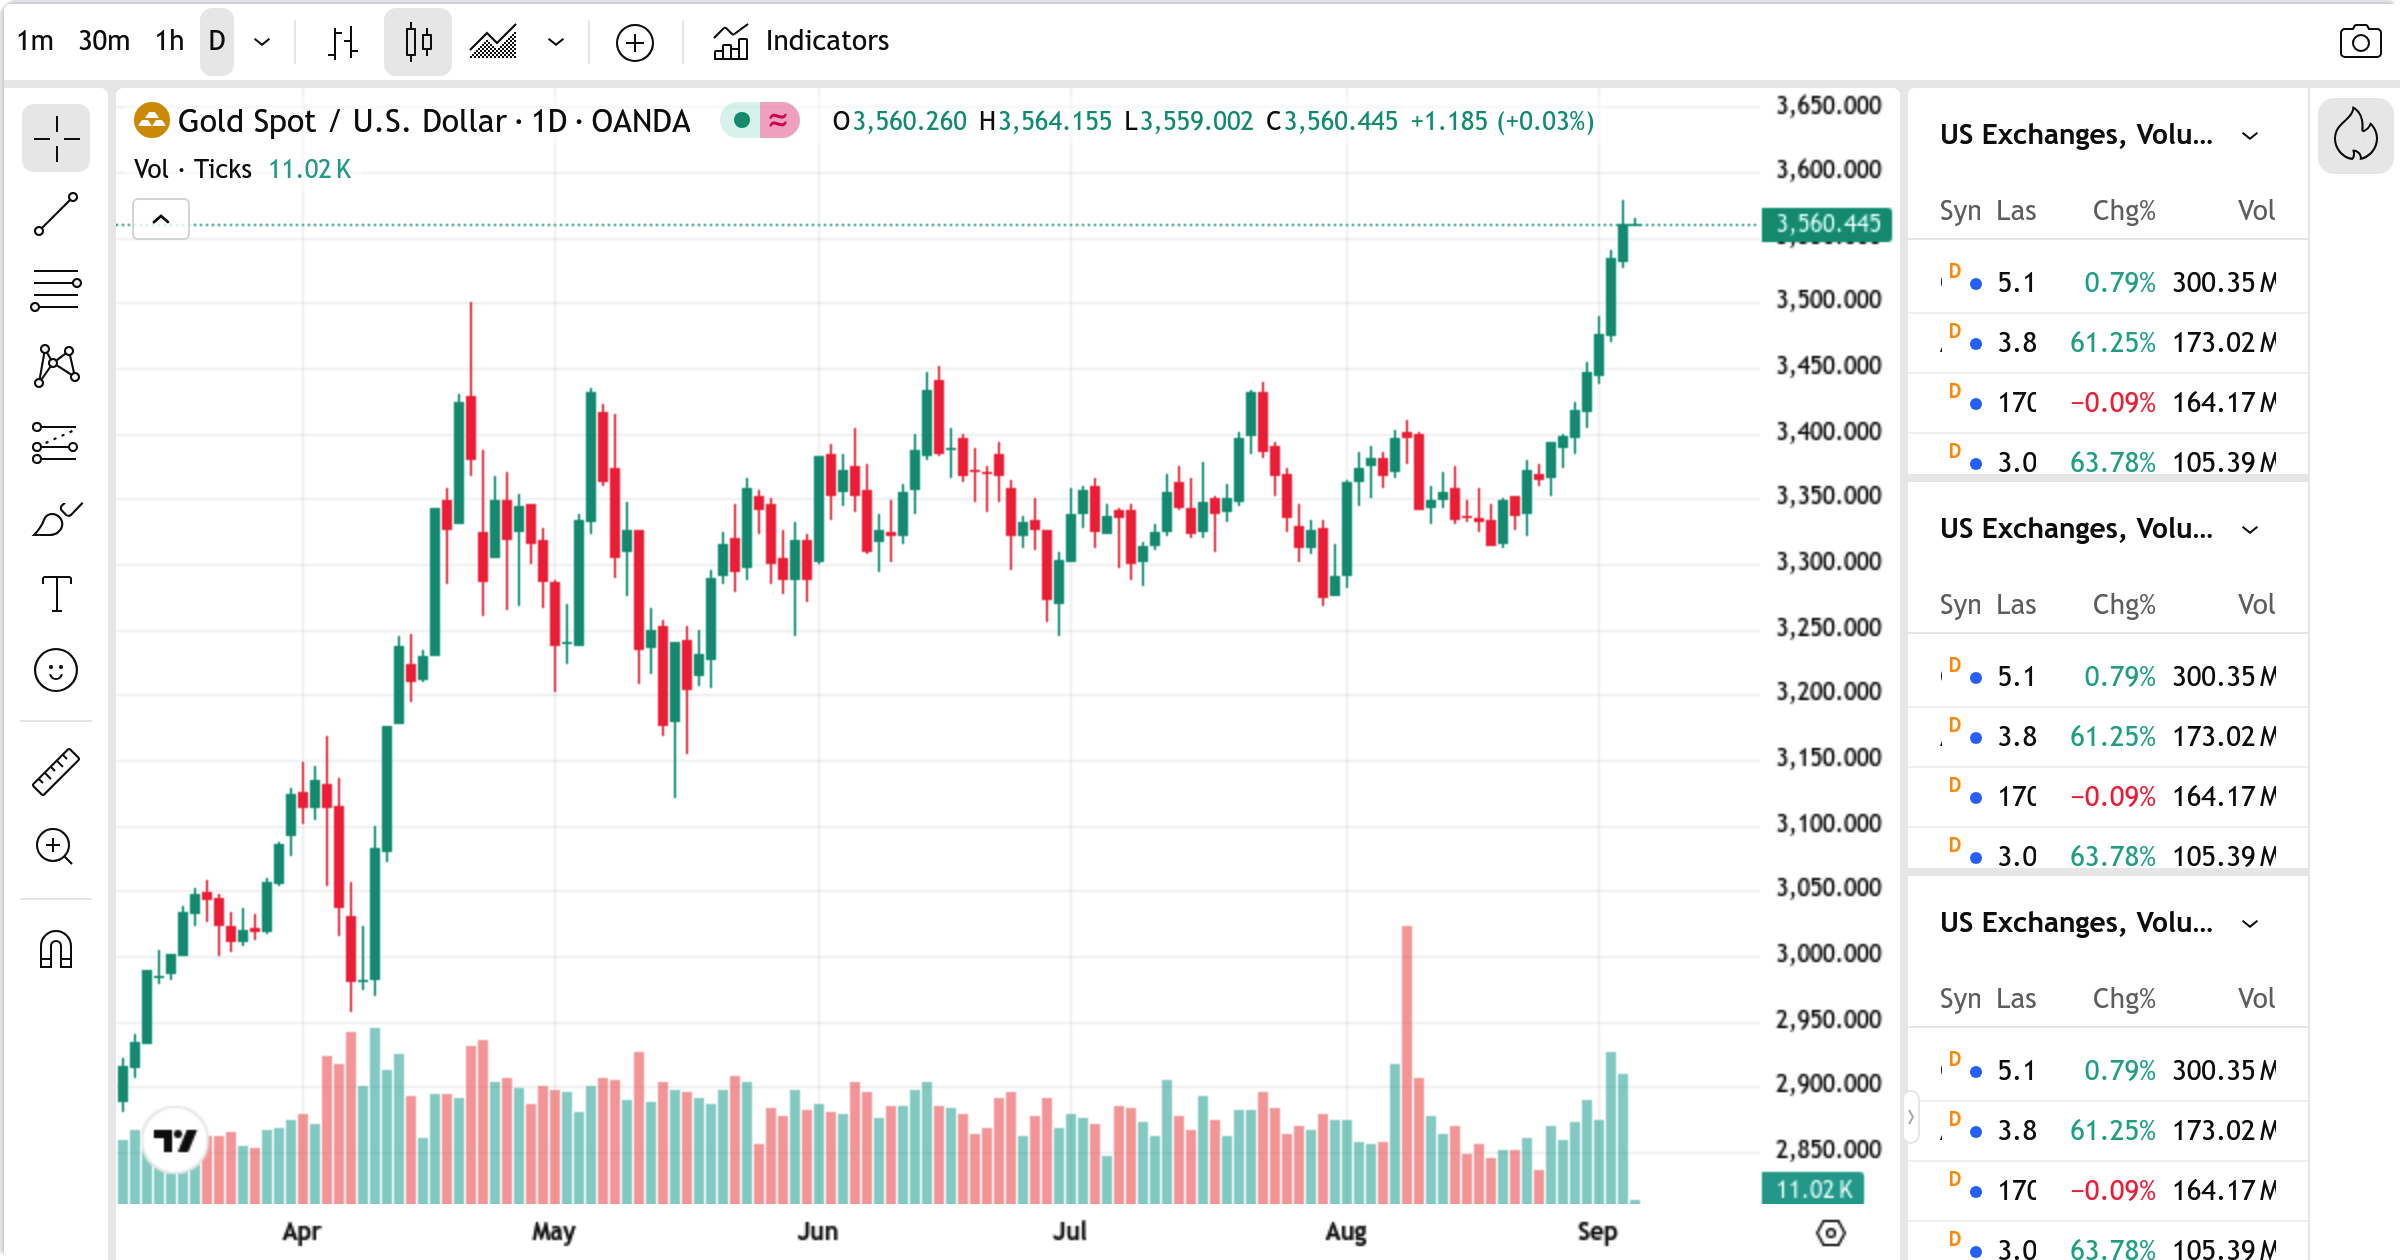 1m 30m 1h D Indicators
Gold Spot / U.S. Dollar · 1D · OANDA ≈ O3,560.260 H3,564.155 L3,559.002 C3,560.445 +1.185 (+0.03%)
Vol · Ticks 11.02 K
3,650.000
3,600.000
3,560.445
3,500.000
3,450.000
3,400.000
3,350.000
3,300.000
3,250.000
3,200.000
3,150.000
3,100.000
3,050.000
3,000.000
2,950.000
2,900.000
2,850.000
11.02 K
Apr May Jun Jul Aug Sep
US Exchanges, Volu...
Syn Las Chg% Vol
D 5.1 0.79% 300.35 M
D 3.8 61.25% 173.02 M
D 170 −0.09% 164.17 M
D 3.0 63.78% 105.39 M
US Exchanges, Volu...
Syn Las Chg% Vol
D 5.1 0.79% 300.35 M
D 3.8 61.25% 173.02 M
D 170 −0.09% 164.17 M
D 3.0 63.78% 105.39 M
US Exchanges, Volu...
Syn Las Chg% Vol
D 5.1 0.79% 300.35 M
D 3.8 61.25% 173.02 M
D 170 −0.09% 164.17 M
D 3.0 63.78% 105.39 M